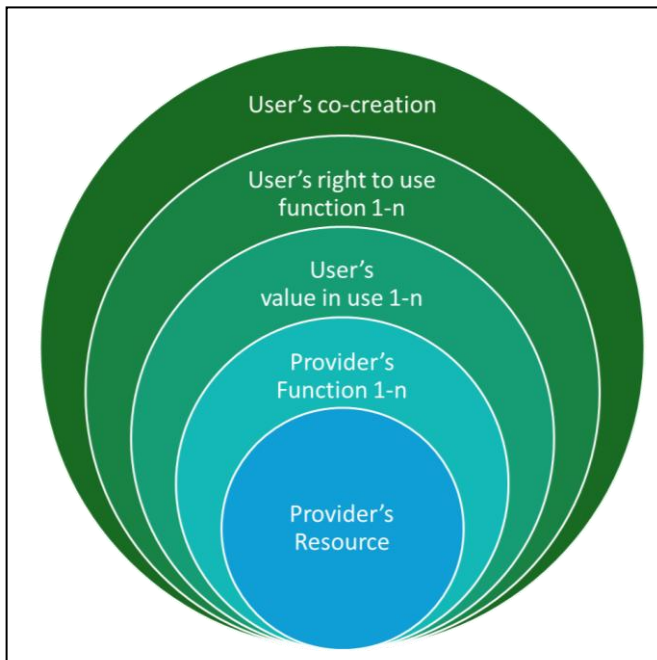 User’s co-creation
User’s right to use
function 1-n
User’s
value in use 1-n
Provider’s
Function 1-n
Provider’s
Resource